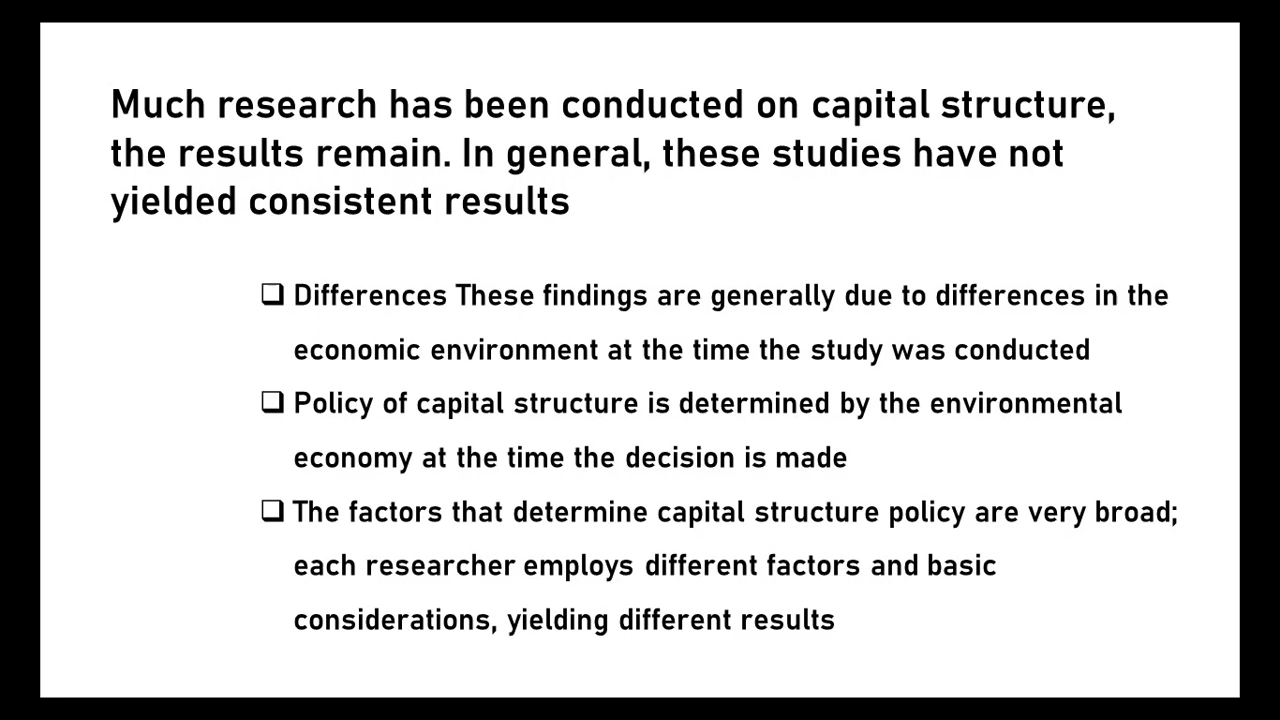 Much research has been conducted on capital structure,
the results remain. In general, these studies have not
yielded consistent results
❑ Differences These findings are generally due to differences in the
economic environment at the time the study was conducted
❑ Policy of capital structure is determined by the environmental
economy at the time the decision is made
❑ The factors that determine capital structure policy are very broad;
each researcher employs different factors and basic
considerations, yielding different results